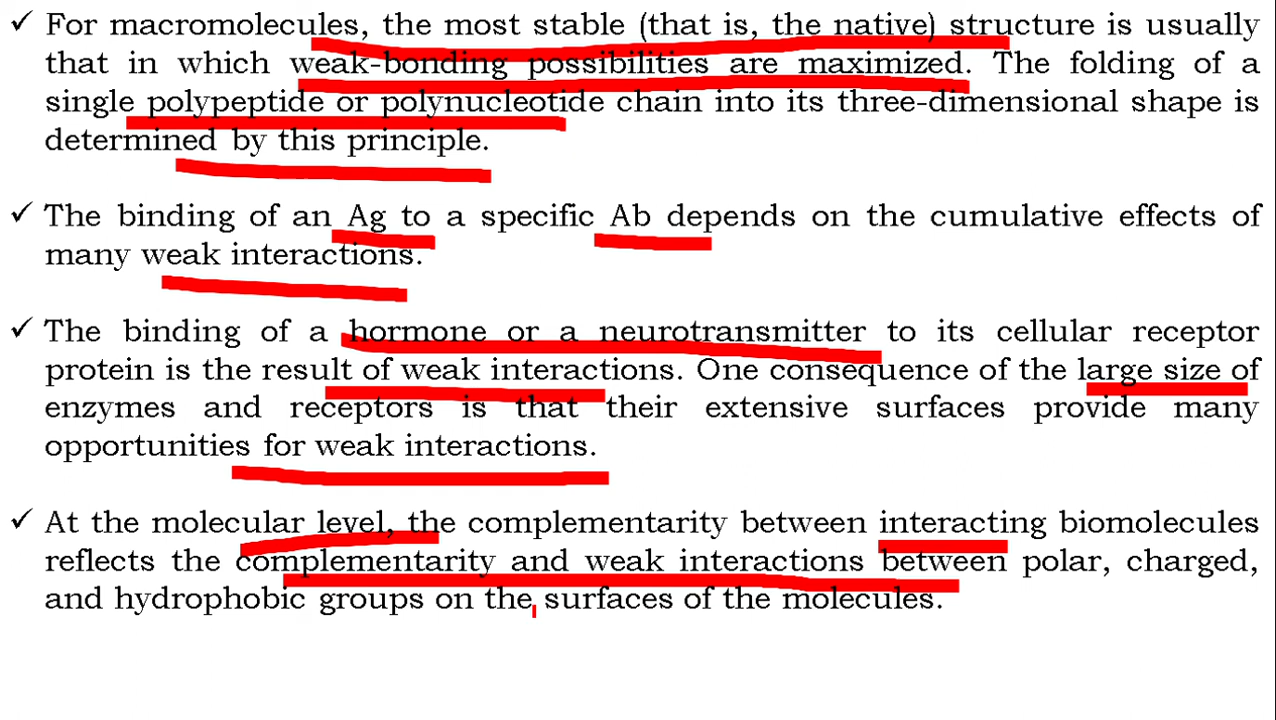 ✓ For macromolecules, the most stable (that is, the native) structure is usually
that in which weak-bonding possibilities are maximized. The folding of a
single polypeptide or polynucleotide chain into its three-dimensional shape is
determined by this principle.
✓ The binding of an Ag to a specific Ab depends on the cumulative effects of
many weak interactions.
✓ The binding of a hormone or a neurotransmitter to its cellular receptor
protein is the result of weak interactions. One consequence of the large size of
enzymes and receptors is that their extensive surfaces provide many
opportunities for weak interactions.
✓ At the molecular level, the complementarity between interacting biomolecules
reflects the complementarity and weak interactions between polar, charged,
and hydrophobic groups on the surfaces of the molecules.